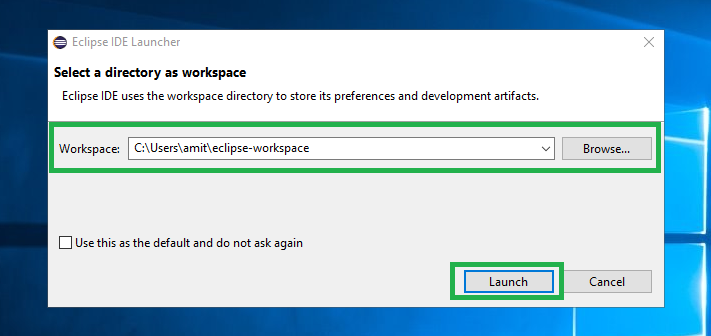 Eclipse IDE Launcher
Select a directory as workspace
Eclipse IDE uses the workspace directory to store its preferences and development artifacts.
Workspace: C:\Users\amit\eclipse-workspace Browse...
Use this as the default and do not ask again
Launch Cancel